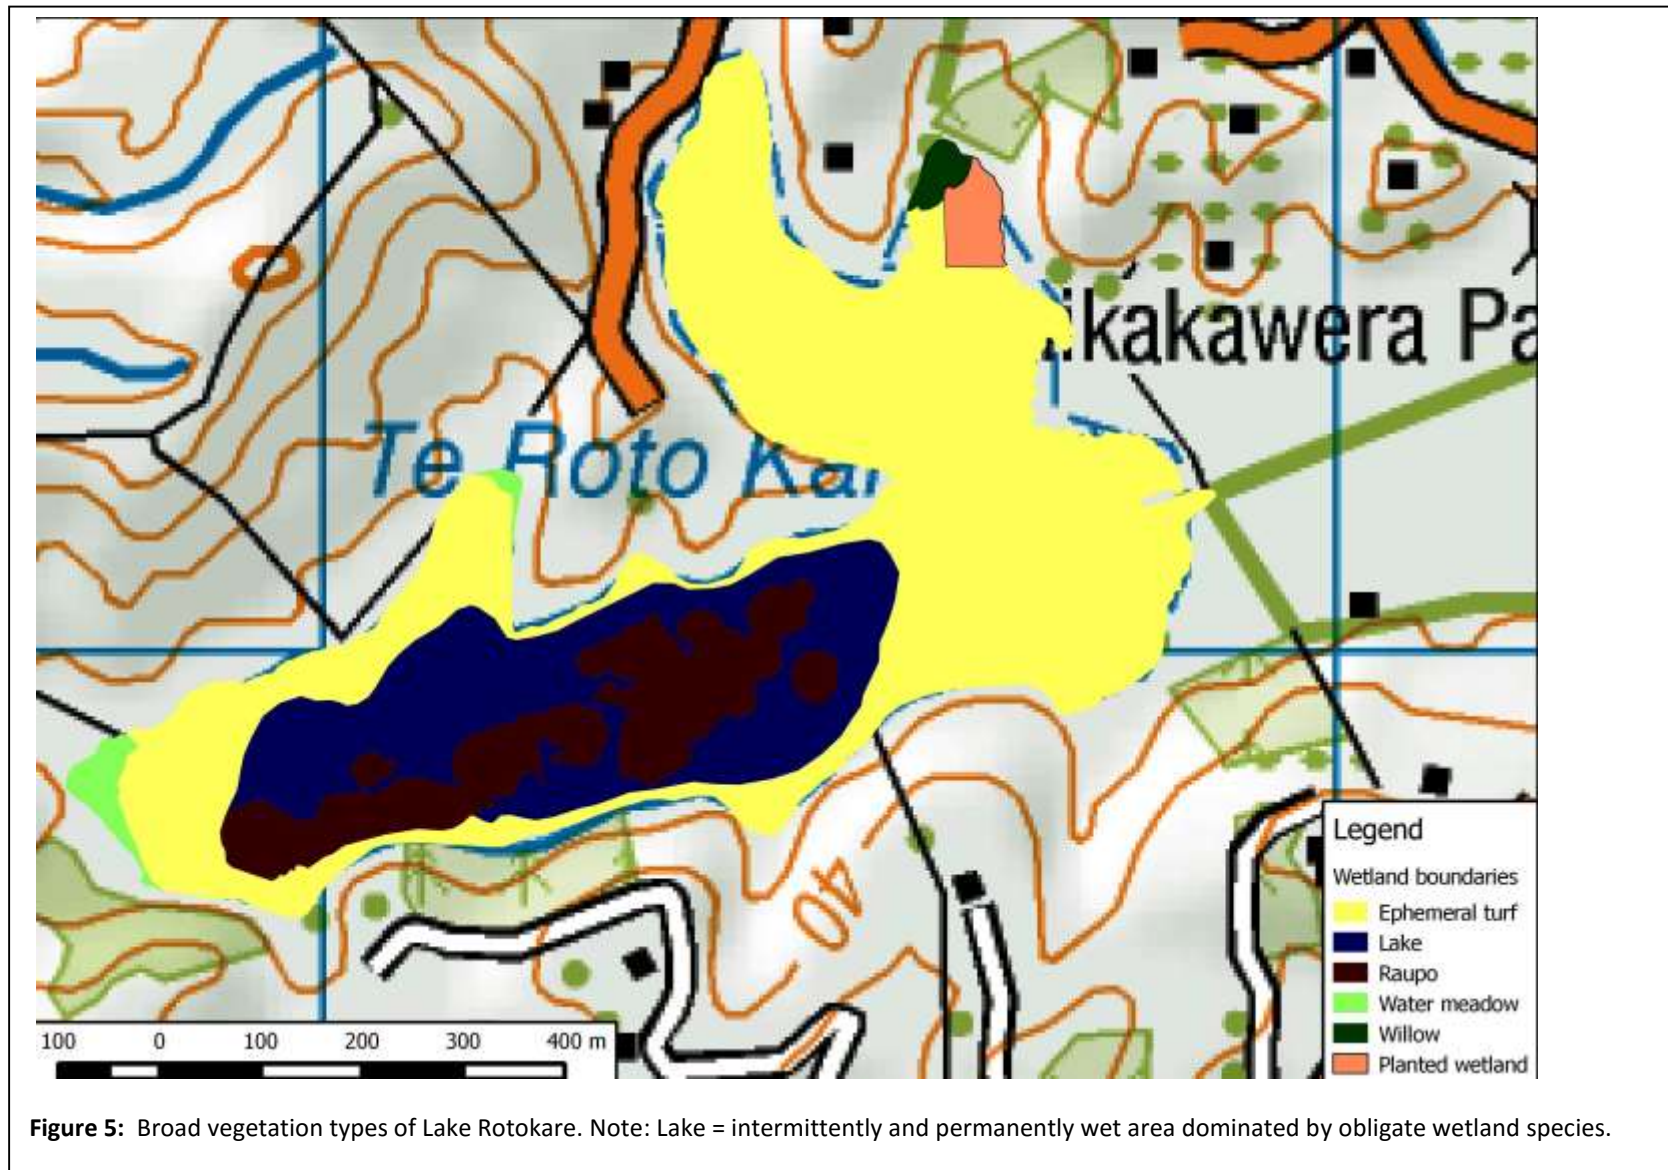 ikakawera Pa
Te Roto Kar
40
Legend
Wetland boundaries
Ephemeral turf
Lake
Raupo
Water meadow
Willow
Planted wetland
100 0 100 200 300 400 m
Figure 5: Broad vegetation types of Lake Rotokare. Note: Lake = intermittently and permanently wet area dominated by obligate wetland species.